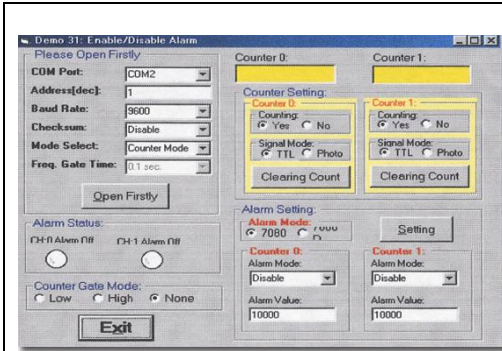 Demo 31: Enable/Disable Alarm
Please Open Firstly
COM Port: COM2
Address[dec]: 1
Baud Rate: 9600
Checksum: Disable
Mode Select: Counter Mode
Freq. Gate Time: 0.1 sec.
Open Firstly
Alarm Status:
CH:0 Alarm Off CH:1 Alarm Off
Counter Gate Mode:
Low High None
Exit
Counter 0: Counter 1:
Counter Setting:
Counter 0:
Counting:
Yes No
Signal Mode:
TTL Photo
Clearing Count
Counter 1:
Counting:
Yes No
Signal Mode:
TTL Photo
Clearing Count
Alarm Setting:
Alarm Mode:
7080
Setting
Counter 0:
Alarm Mode:
Disable
Alarm Value:
10000
Counter 1:
Alarm Mode:
Disable
Alarm Value:
10000